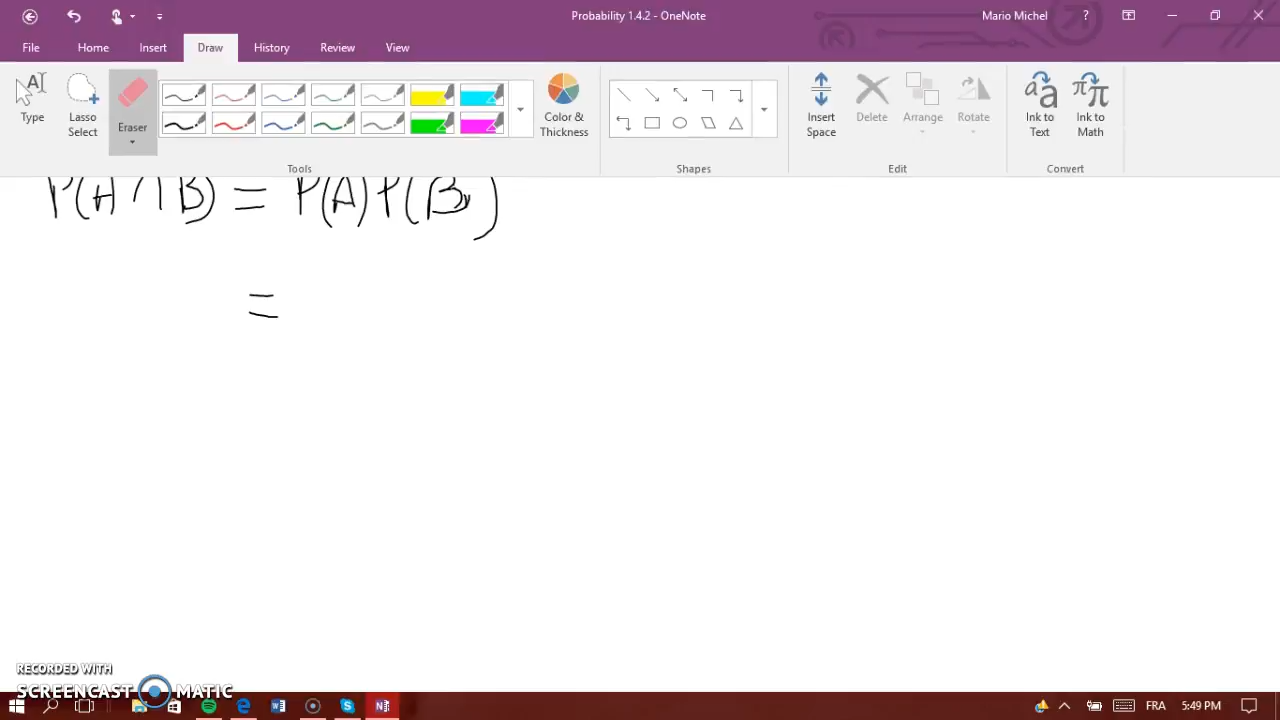 Probability 1.4.2 - OneNote
Mario Michel
?
File Home Insert Draw History Review View
Type
Lasso Select
Eraser
Color & Thickness
Insert Space
Delete
Arrange
Rotate
Ink to Text
Ink to Math
Tools
Shapes
Edit
Convert
P(A ∩ B) = P(A) P(B)
=
RECORDED WITH
SCREENCAST MATIC
FRA 5:49 PM